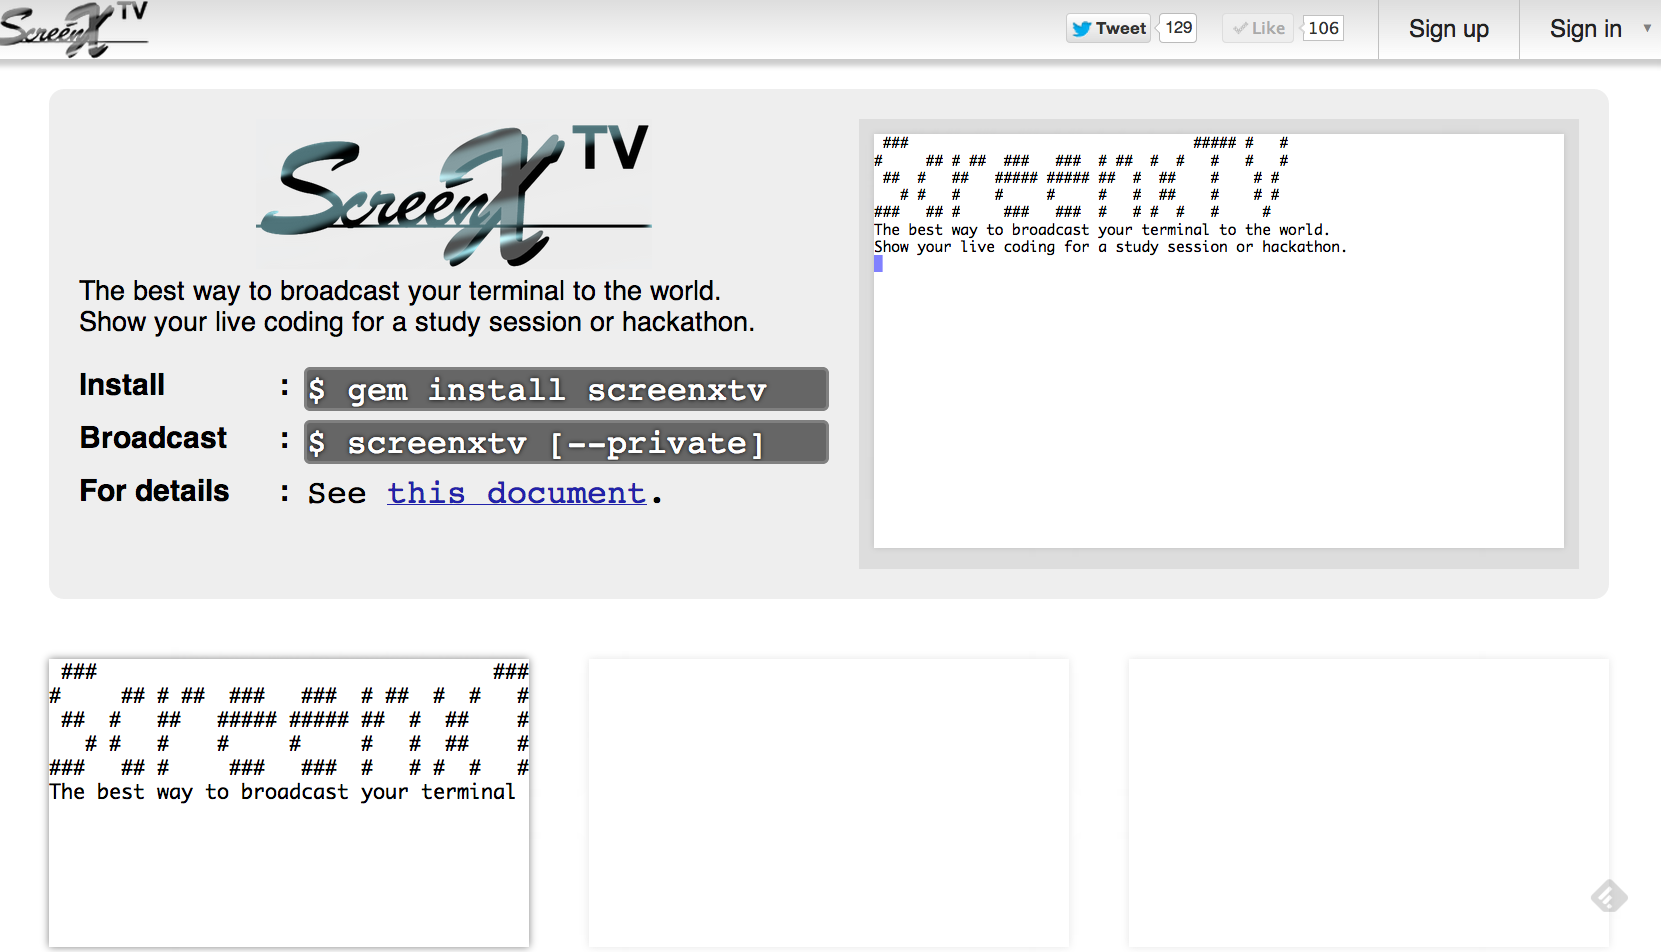 ScreenX TV
Tweet 129 Like 106 Sign up Sign in
ScreenX TV
The best way to broadcast your terminal to the world.
Show your live coding for a study session or hackathon.
Install : $ gem install screenxtv
Broadcast : $ screenxtv [--private]
For details : See this document.
ScreenX TV
The best way to broadcast your terminal to the world.
Show your live coding for a study session or hackathon.
The best way to broadcast your terminal